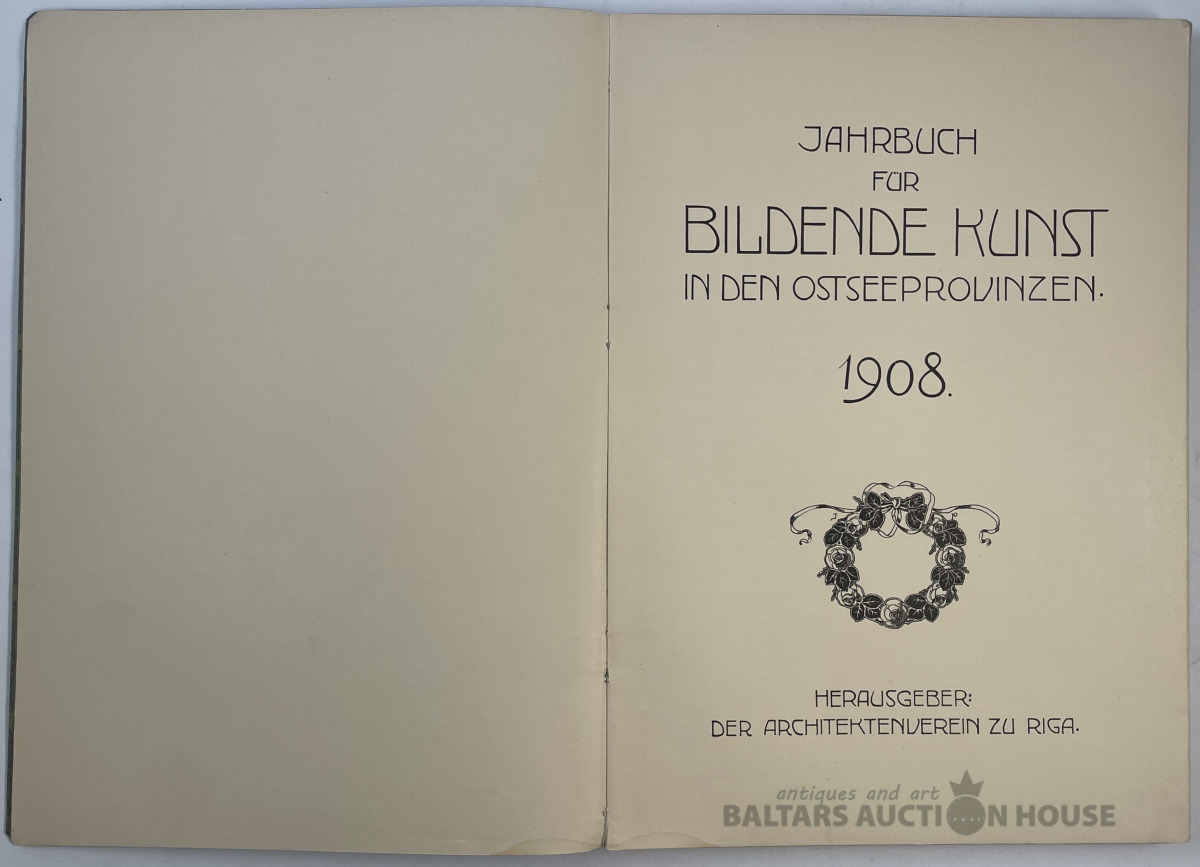 JAHRBUCH
FÜR
BILDENDE KUNST
IN DEN OSTSEEPROVINZEN.
1908.
HERAUSGEBER:
DER ARCHITEKTENVEREIN ZU RIGA.
antiques and art
BALTARS AUCTION HOUSE